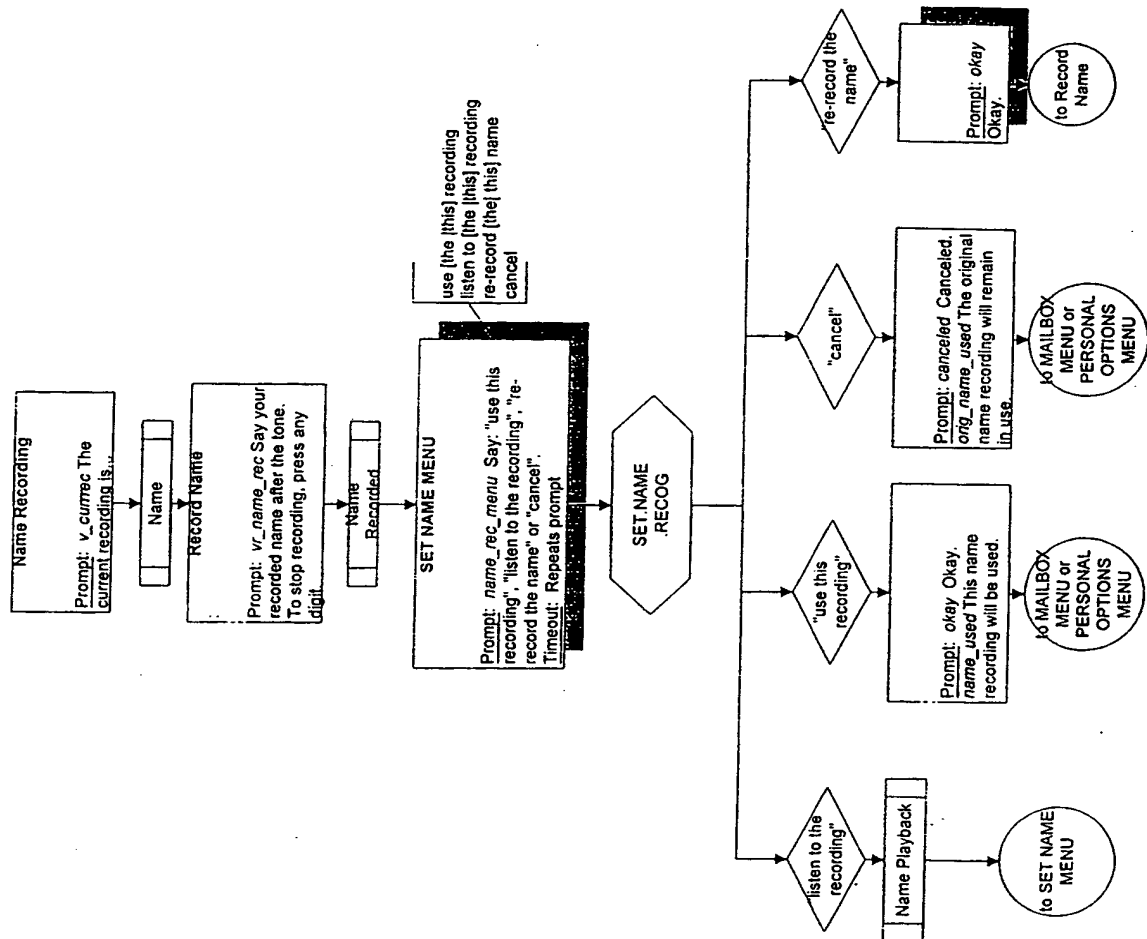 Name Recording
Prompt: v_currrec The
current recording is...
Name
Record Name
Prompt: vr_name_rec Say your
recorded name after the tone.
To stop recording, press any
digit.
Name
Recorded
SET NAME MENU
Prompt: name_rec_menu Say: "use this
recording", "listen to the recording", "re-
record the name" or "cancel".
Timeout: Repeats prompt
use [the |this] recording
listen to [the |this] recording
re-record [the| this] name
cancel
SET.NAME
.RECOG
"listen to the
recording"
Name Playback
to SET NAME
MENU
"use this
recording"
Prompt: okay Okay.
name_used This name
recording will be used.
to MAILBOX
MENU or
PERSONAL
OPTIONS
MENU
"cancel"
Prompt: canceled Canceled.
orig_name_used The original
name recording will remain
in use.
to MAILBOX
MENU or
PERSONAL
OPTIONS
MENU
"re-record the
name"
Prompt: okay
Okay.
to Record
Name